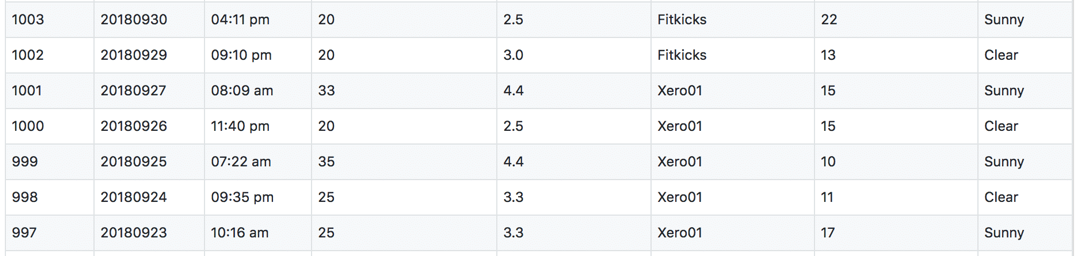 1003 20180930 04:11 pm 20 2.5 Fitkicks 22 Sunny
1002 20180929 09:10 pm 20 3.0 Fitkicks 13 Clear
1001 20180927 08:09 am 33 4.4 Xero01 15 Sunny
1000 20180926 11:40 pm 20 2.5 Xero01 15 Clear
999 20180925 07:22 am 35 4.4 Xero01 10 Sunny
998 20180924 09:35 pm 25 3.3 Xero01 11 Clear
997 20180923 10:16 am 25 3.3 Xero01 17 Sunny